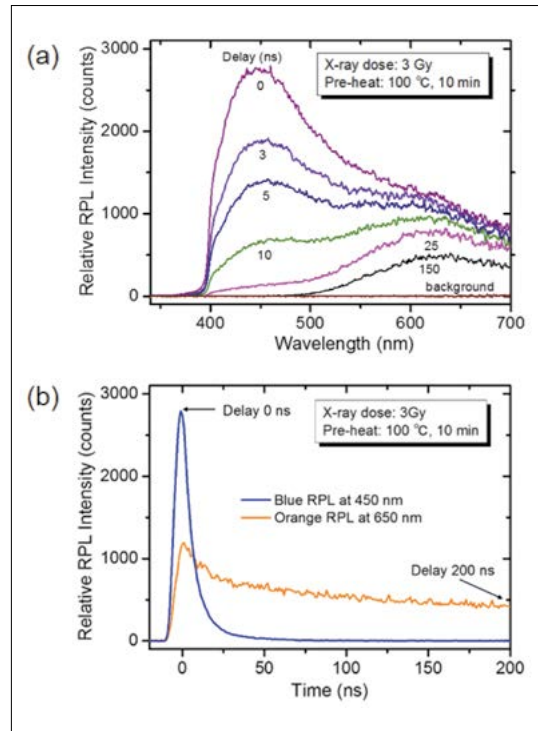 (a)
Delay (ns)
X-ray dose: 3 Gy
Pre-heat: 100 °C, 10 min
0
3
5
10
25
150
background
3000
2000
1000
0
Relative RPL Intensity (counts)
400
500
600
700
Wavelength (nm)
(b)
Delay 0 ns
X-ray dose: 3Gy
Pre-heat: 100 °C, 10 min
Blue RPL at 450 nm
Orange RPL at 650 nm
Delay 200 ns
3000
2500
2000
1500
1000
500
0
Relative RPL Intensity (counts)
0
50
100
150
200
Time (ns)